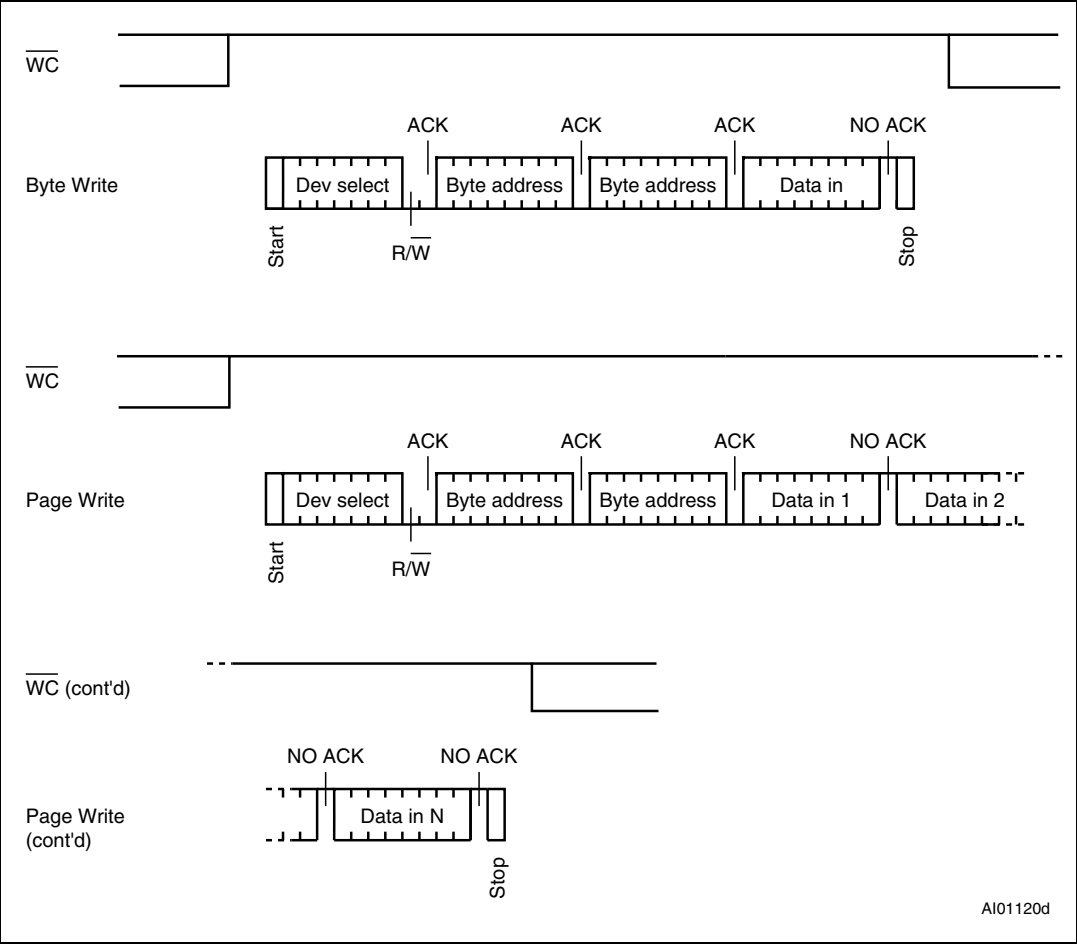 WC
ACK ACK ACK NO ACK
Byte Write Dev select Byte address Byte address Data in
R/W
Start Stop
WC
ACK ACK ACK NO ACK
Page Write Dev select Byte address Byte address Data in 1 Data in 2
R/W
Start
WC (cont'd)
NO ACK NO ACK
Page Write Data in N
(cont'd)
Stop
AI01120d